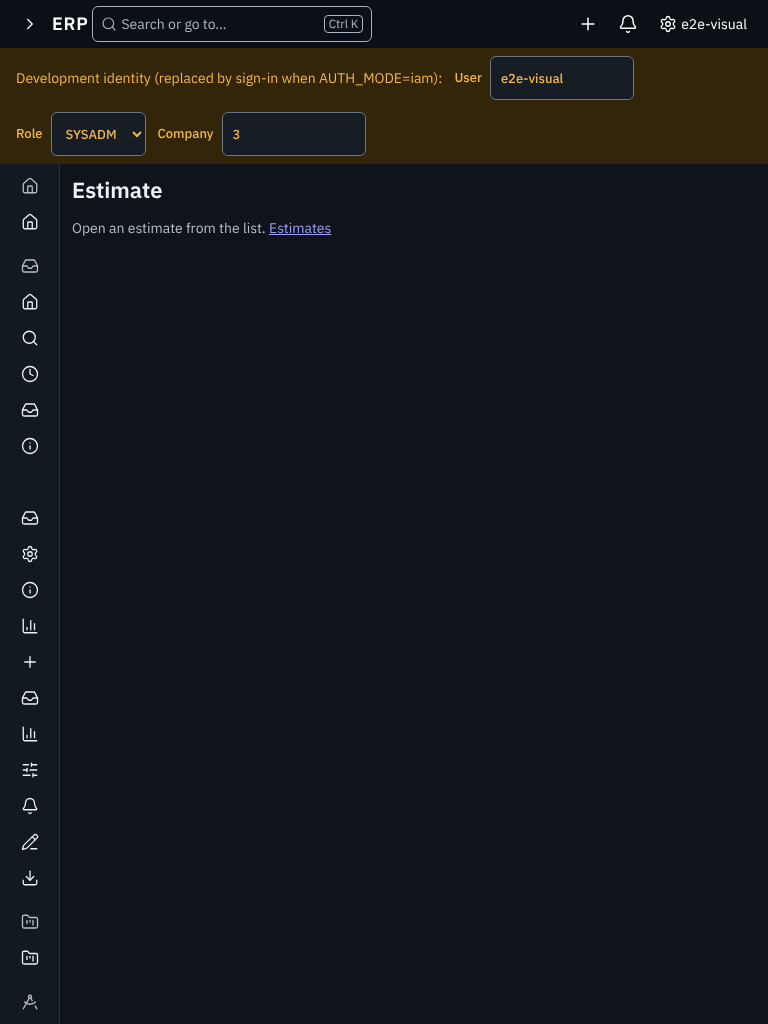 ERP Search or go to... Ctrl K e2e-visual
Development identity (replaced by sign-in when AUTH_MODE=iam): User e2e-visual
Role SYSADM Company 3
Estimate
Open an estimate from the list. Estimates